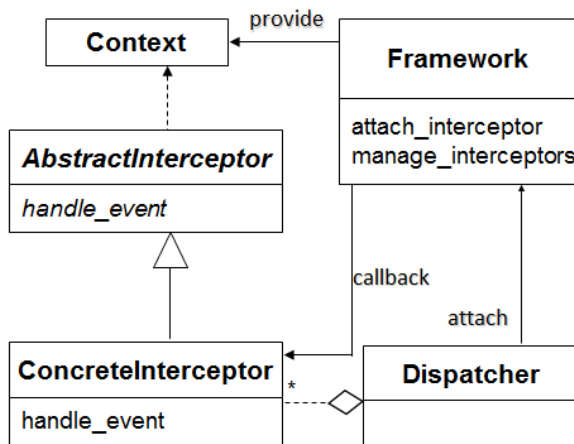 provide
Context
Framework
attach_interceptor
manage_interceptors
AbstractInterceptor
handle_event
callback
attach
ConcreteInterceptor
*
Dispatcher
handle_event